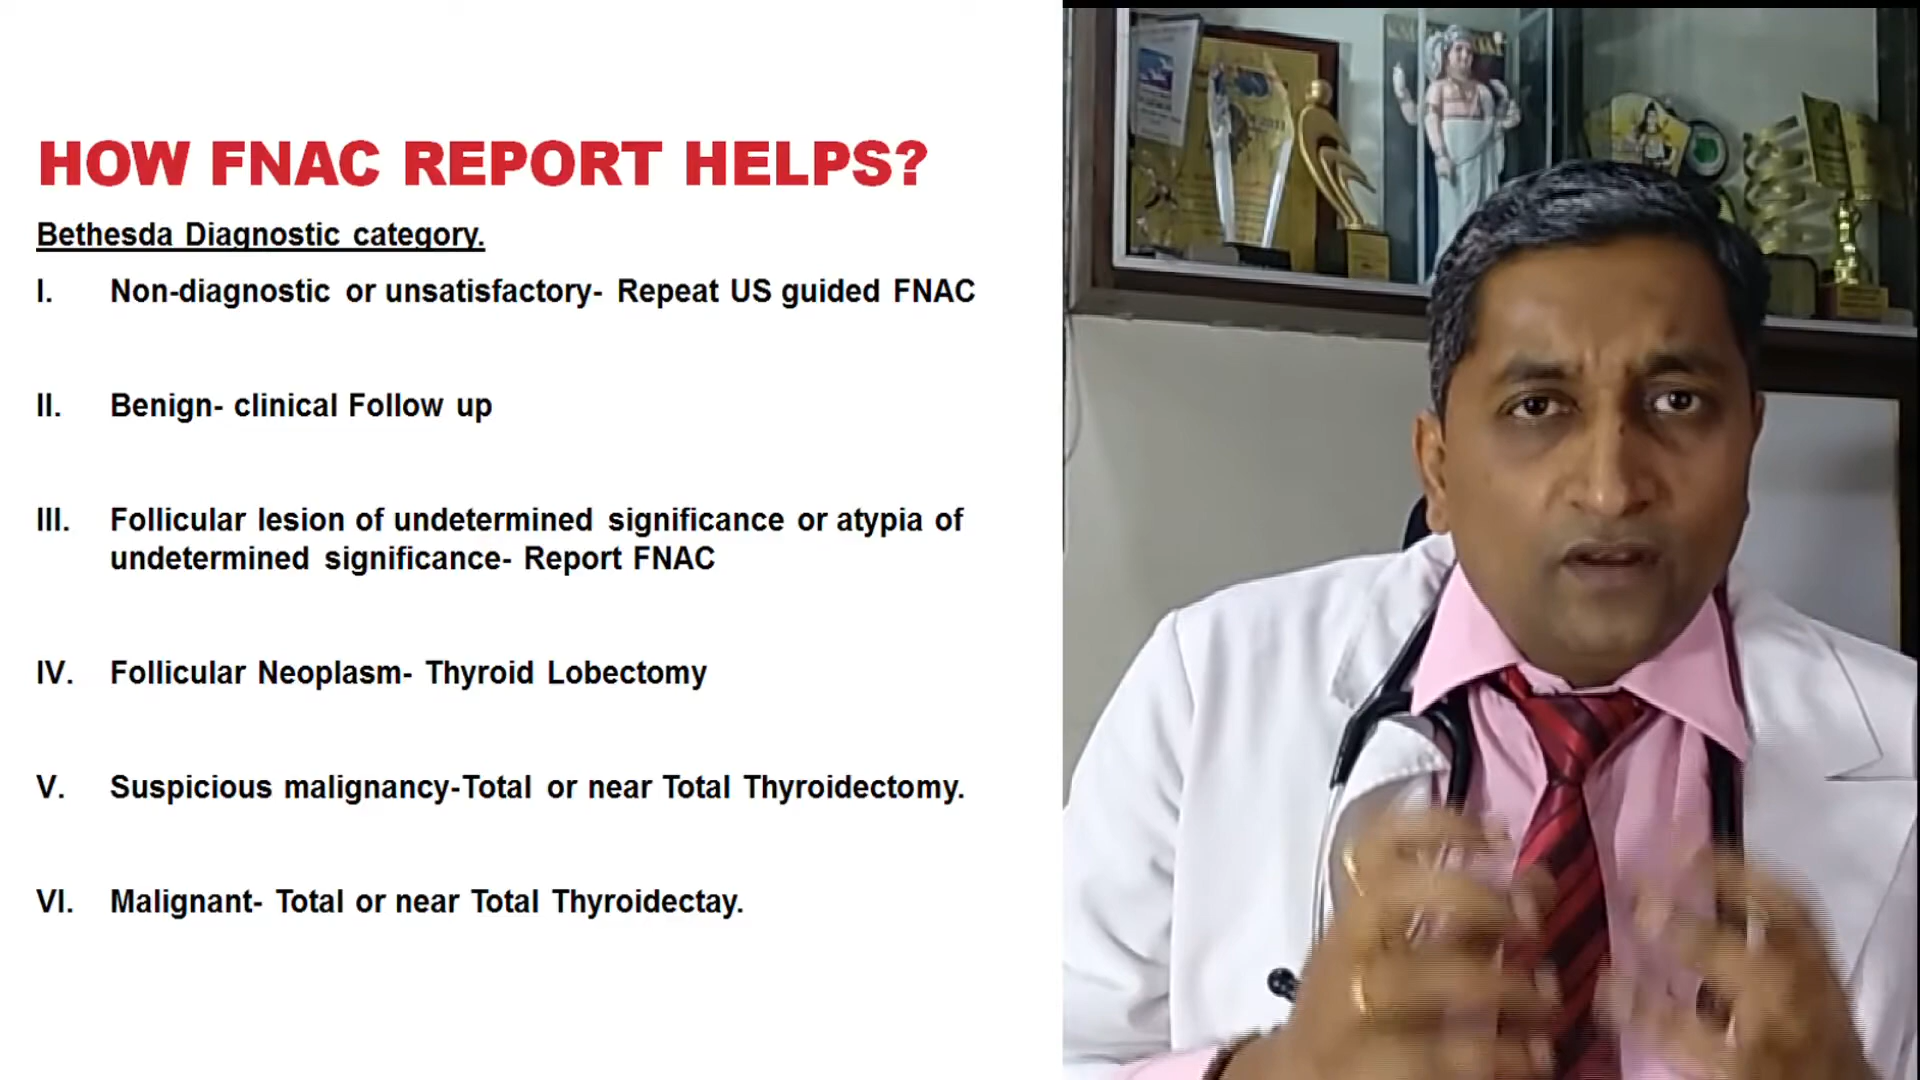 HOW FNAC REPORT HELPS?
Bethesda Diagnostic category.
I. Non-diagnostic or unsatisfactory- Repeat US guided FNAC
II. Benign- clinical Follow up
III. Follicular lesion of undetermined significance or atypia of
undetermined significance- Report FNAC
IV. Follicular Neoplasm- Thyroid Lobectomy
V. Suspicious malignancy-Total or near Total Thyroidectomy.
VI. Malignant- Total or near Total Thyroidectay.